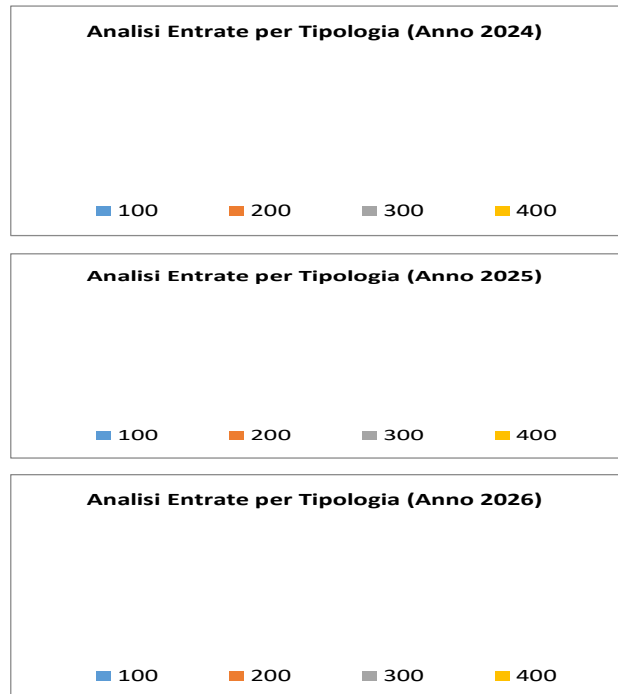 Analisi Entrate per Tipologia (Anno 2024)
100 200 300 400
Analisi Entrate per Tipologia (Anno 2025)
100 200 300 400
Analisi Entrate per Tipologia (Anno 2026)
100 200 300 400